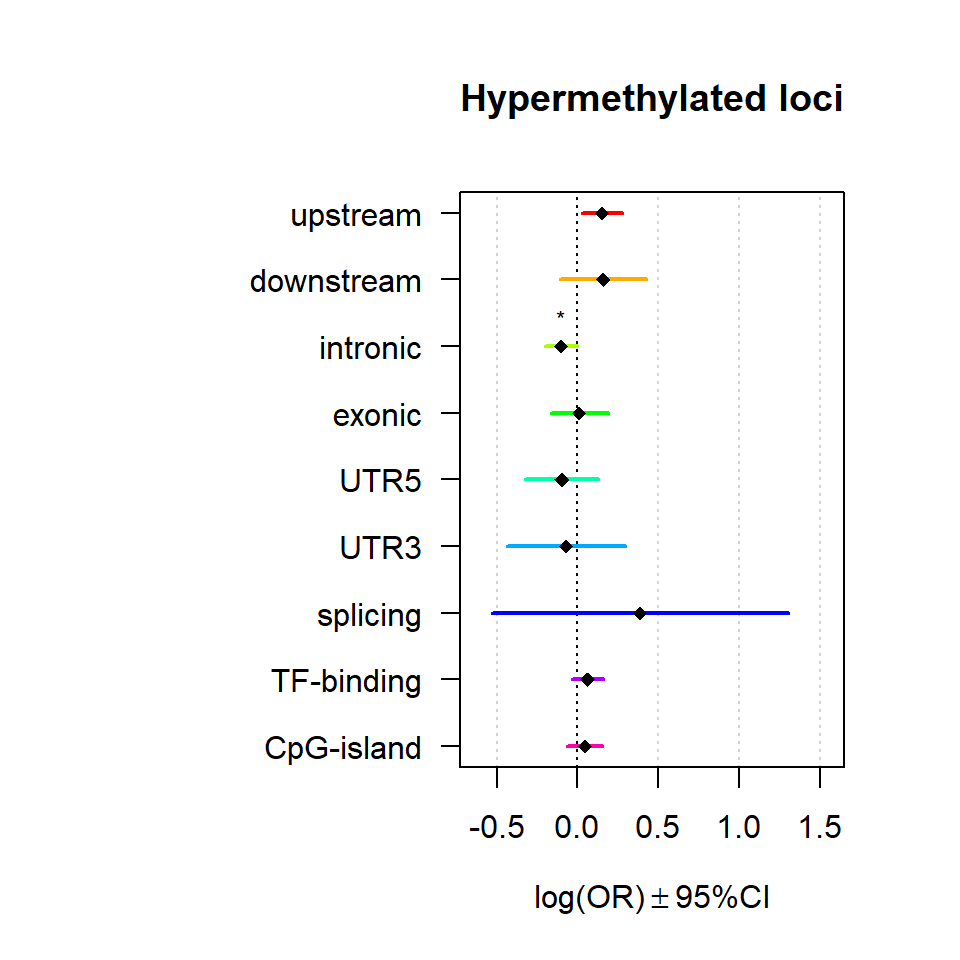 Hypermethylated loci
upstream
downstream
*
intronic
exonic
UTR5
UTR3
splicing
TF-binding
CpG-island
-0.5 0.0 0.5 1.0 1.5
log(OR) ± 95%CI